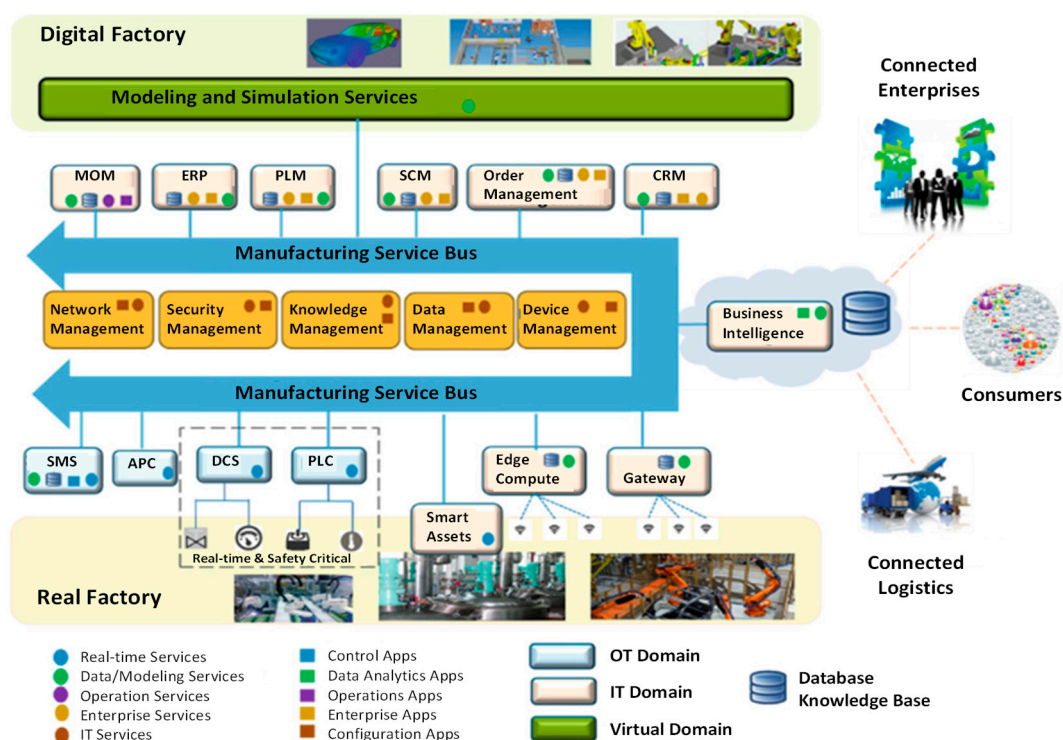 Digital Factory
Modeling and Simulation Services
Connected
Enterprises
MOM
ERP
PLM
SCM
Order
Management
CRM
Manufacturing Service Bus
Network
Management
Security
Management
Knowledge
Management
Data
Management
Device
Management
Business
Intelligence
Manufacturing Service Bus
Consumers
SMS
APC
DCS
PLC
Edge
Compute
Gateway
Smart
Assets
Real-time & Safety Critical
Real Factory
Connected
Logistics
Real-time Services
Data/Modeling Services
Operation Services
Enterprise Services
IT Services
Control Apps
Data Analytics Apps
Operations Apps
Enterprise Apps
Configuration Apps
OT Domain
IT Domain
Virtual Domain
Database
Knowledge Base